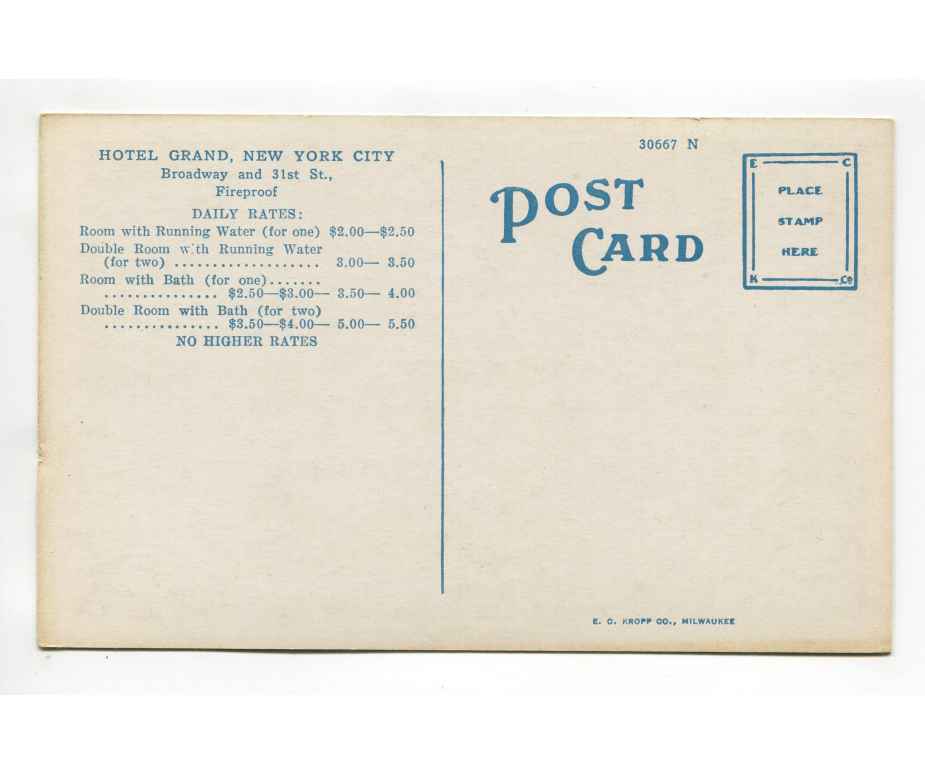 HOTEL GRAND, NEW YORK CITY
Broadway and 31st St.,
Fireproof
DAILY RATES:
Room with Running Water (for one) $2.00—$2.50
Double Room with Running Water
(for two) ................... 3.00— 3.50
Room with Bath (for one).......
............... $2.50—$3.00— 3.50— 4.00
Double Room with Bath (for two)
............... $3.50—$4.00— 5.00— 5.50
NO HIGHER RATES
30667 N
POST
CARD
E C
PLACE
STAMP
HERE
K Co
E. C. KROPP CO., MILWAUKEE